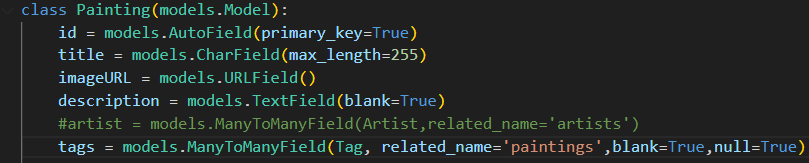 class Painting(models.Model):
    id = models.AutoField(primary_key=True)
    title = models.CharField(max_length=255)
    imageURL = models.URLField()
    description = models.TextField(blank=True)
    #artist = models.ManyToManyField(Artist,related_name='artists')
    tags = models.ManyToManyField(Tag, related_name='paintings',blank=True,null=True)